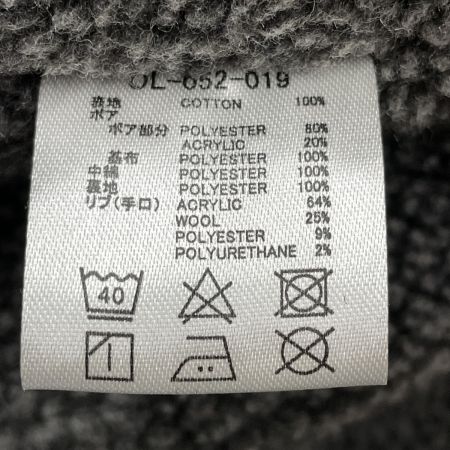 OL-652-019
表地 COTTON 100%
ボア
ボア部分 POLYESTER 80%
ACRYLIC 20%
基布 POLYESTER 100%
中綿 POLYESTER 100%
裏地 POLYESTER 100%
リブ(手口) ACRYLIC 64%
WOOL 25%
POLYESTER 9%
POLYURETHANE 2%
40